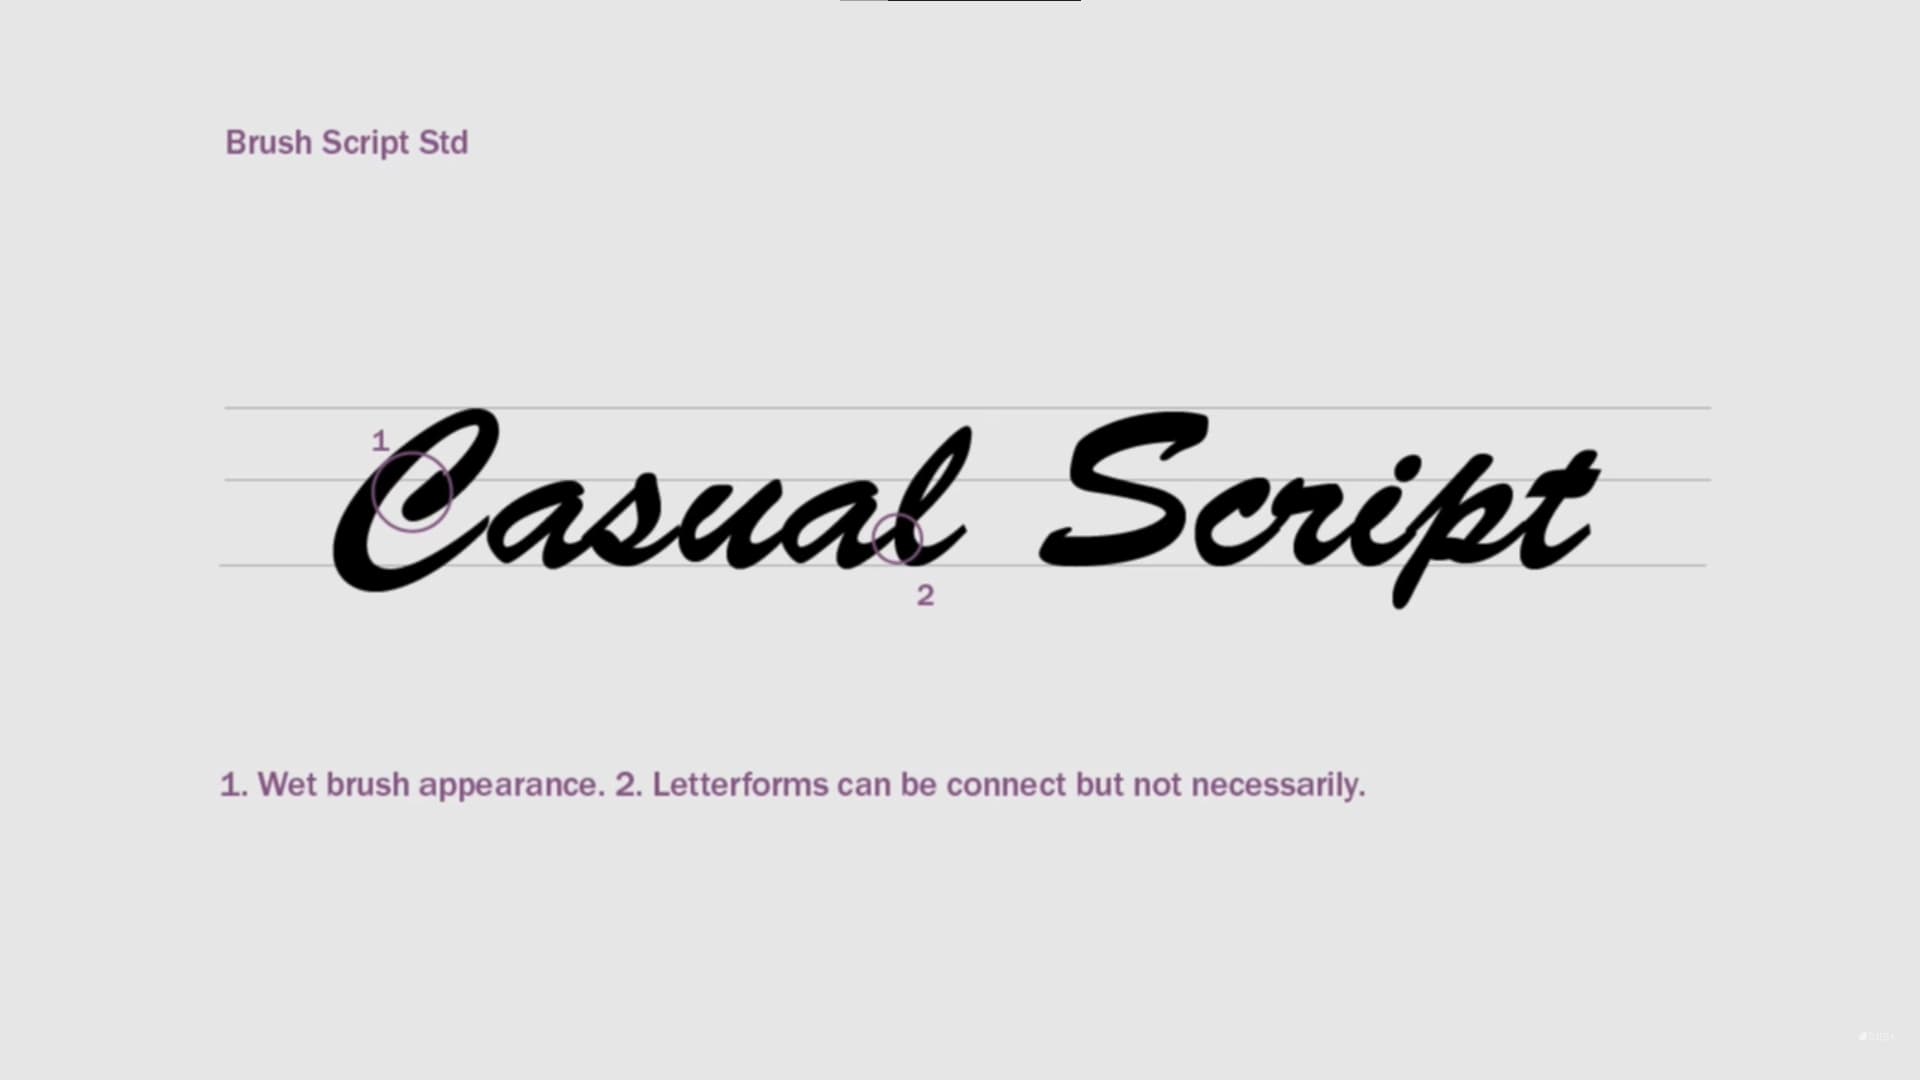 Brush Script Std
1
Casual Script
2
1. Wet brush appearance. 2. Letterforms can be connect but not necessarily.